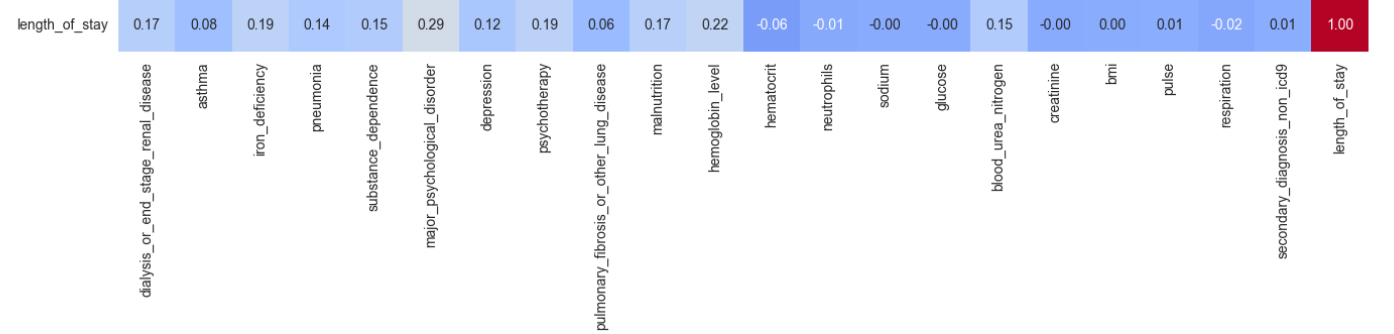 length_of_stay 0.17 0.08 0.19 0.14 0.15 0.29 0.12 0.19 0.06 0.17 0.22 -0.06 -0.01 -0.00 -0.00 0.15 -0.00 0.00 0.01 -0.02 0.01 1.00
dialysis_or_end_stage_renal_disease
asthma
iron_deficiency
pneumonia
substance_dependence
major_psychological_disorder
depression
psychotherapy
pulmonary_fibrosis_or_other_lung_disease
malnutrition
hemoglobin_level
hematocrit
neutrophils
sodium
glucose
blood_urea_nitrogen
creatinine
bmi
pulse
respiration
secondary_diagnosis_non_icd9
length_of_stay